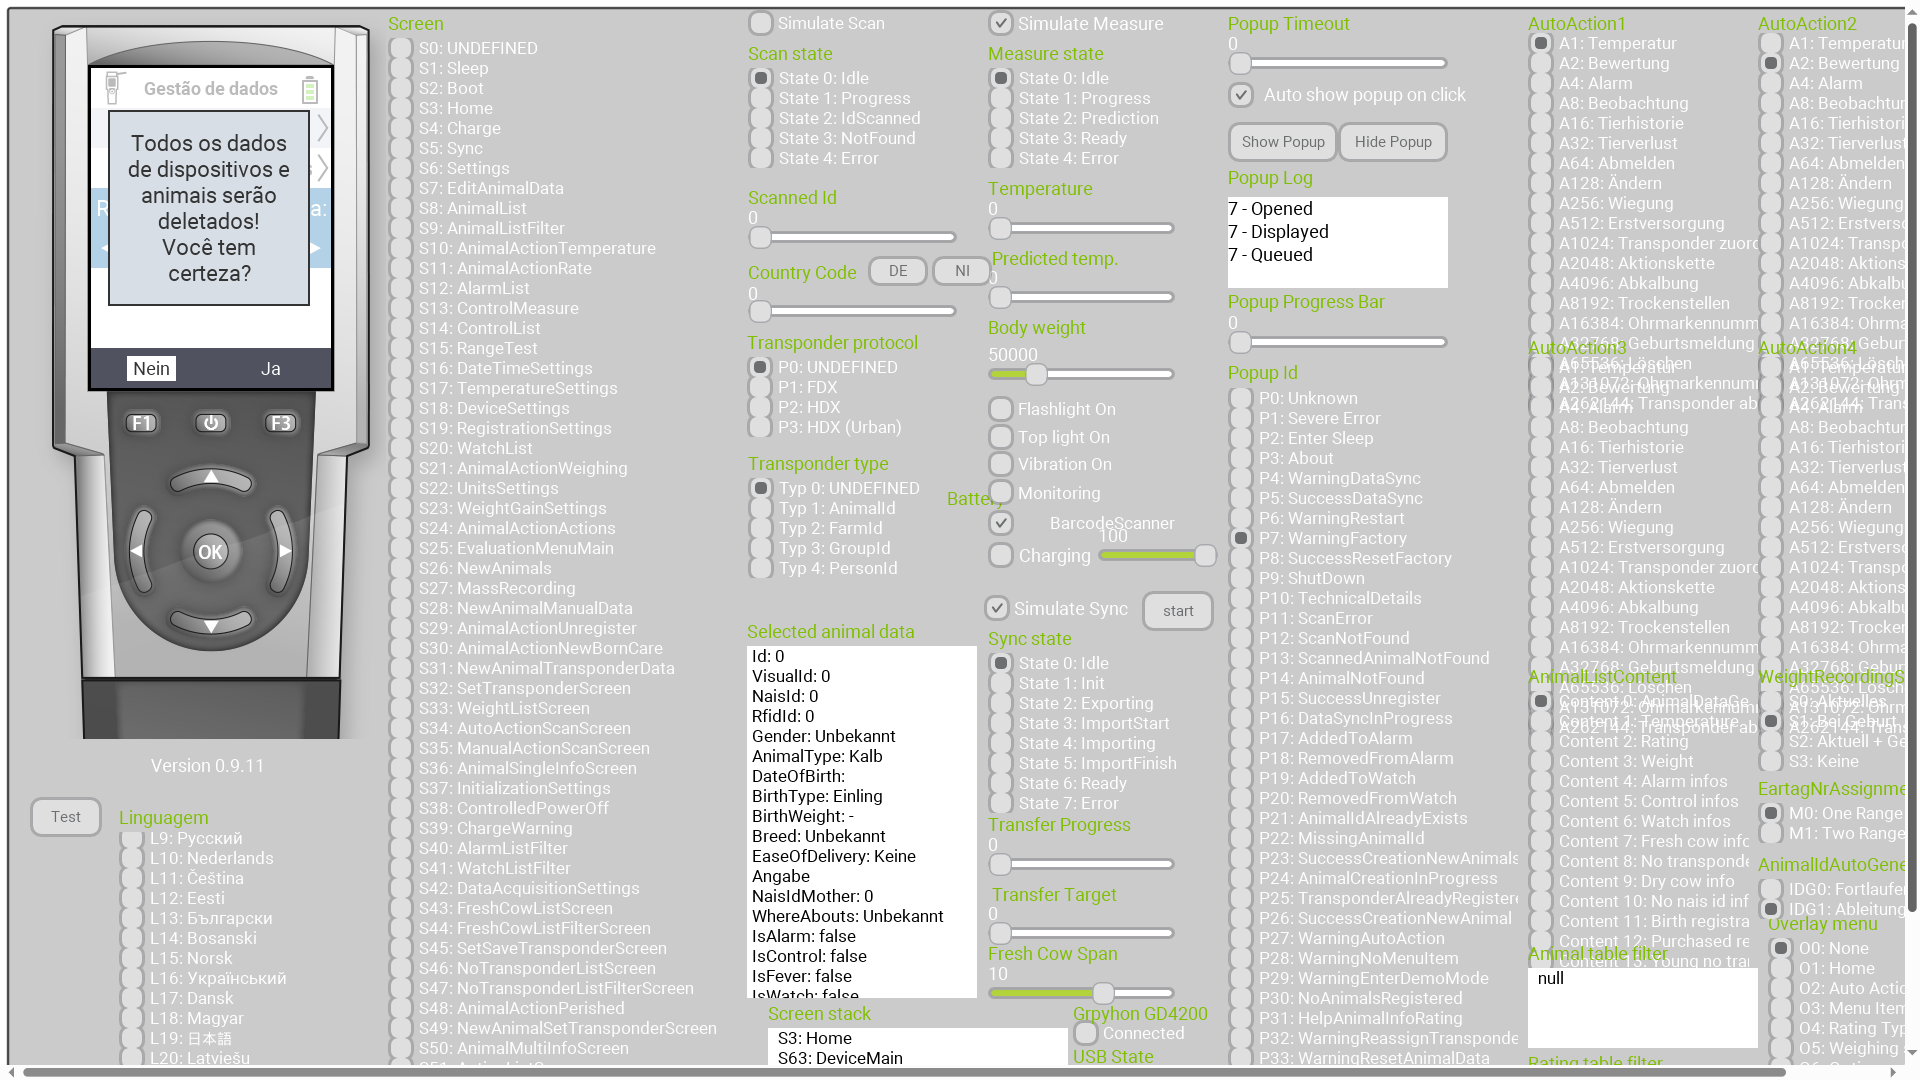 Gestão de dados
Todos os dados
de dispositivos e
animais serão
deletados!
Você tem
certeza?
Nein
Ja
F1
F3
OK
Version 0.9.11
Test
Linguagem
L9: Русский
L10: Nederlands
L11: Čeština
L12: Eesti
L13: Български
L14: Bosanski
L15: Norsk
L16: Український
L17: Dansk
L18: Magyar
L19: 日本語
L20: Latviešu
Screen
S0: UNDEFINED
S1: Sleep
S2: Boot
S3: Home
S4: Charge
S5: Sync
S6: Settings
S7: EditAnimalData
S8: AnimalList
S9: AnimalListFilter
S10: AnimalActionTemperature
S11: AnimalActionRate
S12: AlarmList
S13: ControlMeasure
S14: ControlList
S15: RangeTest
S16: DateTimeSettings
S17: TemperatureSettings
S18: DeviceSettings
S19: RegistrationSettings
S20: WatchList
S21: AnimalActionWeighing
S22: UnitsSettings
S23: WeightGainSettings
S24: AnimalActionActions
S25: EvaluationMenuMain
S26: NewAnimals
S27: MassRecording
S28: NewAnimalManualData
S29: AnimalActionUnregister
S30: AnimalActionNewBornCare
S31: NewAnimalTransponderData
S32: SetTransponderScreen
S33: WeightListScreen
S34: AutoActionScanScreen
S35: ManualActionScanScreen
S36: AnimalSingleInfoScreen
S37: InitializationSettings
S38: ControlledPowerOff
S39: ChargeWarning
S40: AlarmListFilter
S41: WatchListFilter
S42: DataAcquisitionSettings
S43: FreshCowListScreen
S44: FreshCowListFilterScreen
S45: SetSaveTransponderScreen
S46: NoTransponderListScreen
S47: NoTransponderListFilterScreen
S48: AnimalActionPerished
S49: NewAnimalSetTransponderScreen
S50: AnimalMultiInfoScreen
Simulate Scan
Scan state
State 0: Idle
State 1: Progress
State 2: IdScanned
State 3: NotFound
State 4: Error
Scanned Id
0
Country Code
DE
NI
0
Transponder protocol
P0: UNDEFINED
P1: FDX
P2: HDX
P3: HDX (Urban)
Transponder type
Typ 0: UNDEFINED
Typ 1: AnimalId
Typ 2: FarmId
Typ 3: GroupId
Typ 4: PersonId
Selected animal data
Id: 0
VisualId: 0
NaisId: 0
RfidId: 0
Gender: Unbekannt
AnimalType: Kalb
DateOfBirth:
BirthType: Einling
BirthWeight: -
Breed: Unbekannt
EaseOfDelivery: Keine
Angabe
NaisIdMother: 0
WhereAbouts: Unbekannt
IsAlarm: false
IsControl: false
IsFever: false
IsWatch: false
Screen stack
S3: Home
S63: DeviceMain
Simulate Measure
Measure state
State 0: Idle
State 1: Progress
State 2: Prediction
State 3: Ready
State 4: Error
Temperature
0
Predicted temp.
0
Body weight
50000
Flashlight On
Top light On
Vibration On
Monitoring
Battery
BarcodeScanner
100
Charging
Simulate Sync
start
Sync state
State 0: Idle
State 1: Init
State 2: Exporting
State 3: ImportStart
State 4: Importing
State 5: ImportFinish
State 6: Ready
State 7: Error
Transfer Progress
0
Transfer Target
0
Fresh Cow Span
10
Grpyhon GD4200
Connected
USB State
Popup Timeout
0
Auto show popup on click
Show Popup
Hide Popup
Popup Log
7 - Opened
7 - Displayed
7 - Queued
Popup Progress Bar
0
Popup Id
P0: Unknown
P1: Severe Error
P2: Enter Sleep
P3: About
P4: WarningDataSync
P5: SuccessDataSync
P6: WarningRestart
P7: WarningFactory
P8: SuccessResetFactory
P9: ShutDown
P10: TechnicalDetails
P11: ScanError
P12: ScanNotFound
P13: ScannedAnimalNotFound
P14: AnimalNotFound
P15: SuccessUnregister
P16: DataSyncInProgress
P17: AddedToAlarm
P18: RemovedFromAlarm
P19: AddedToWatch
P20: RemovedFromWatch
P21: AnimalIdAlreadyExists
P22: MissingAnimalId
P23: SuccessCreationNewAnimals
P24: AnimalCreationInProgress
P25: TransponderAlreadyRegistere
P26: SuccessCreationNewAnimal
P27: WarningAutoAction
P28: WarningNoMenuItem
P29: WarningEnterDemoMode
P30: NoAnimalsRegistered
P31: HelpAnimalInfoRating
P32: WarningReassignTransponde
P33: WarningResetAnimalData
AutoAction1
A1: Temperatur
A2: Bewertung
A4: Alarm
A8: Beobachtung
A16: Tierhistorie
A32: Tierverlust
A64: Abmelden
A128: Ändern
A256: Wiegung
A512: Erstversorgung
A1024: Transponder zuord
A2048: Aktionskette
A4096: Abkalbung
A8192: Trockenstellen
A16384: Ohrmarkennumm
A32768: Geburtsmeldung
A65536: Löschen
A131072: Ohrmarkennum
A262144: Transponder ab
AutoAction3
A1: Temperatur
A2: Bewertung
A4: Alarm
A8: Beobachtung
A16: Tierhistorie
A32: Tierverlust
A64: Abmelden
A128: Ändern
A256: Wiegung
A512: Erstversorgung
A1024: Transponder zuord
A2048: Aktionskette
A4096: Abkalbung
A8192: Trockenstellen
A16384: Ohrmarkennumm
A32768: Geburtsmeldung
A65536: Löschen
A131072: Ohrmarkennum
A262144: Transponder ab
AnimalListContent
Content 0: AnimalDataGe
Content 1: Temperature
Content 2: Rating
Content 3: Weight
Content 4: Alarm infos
Content 5: Control infos
Content 6: Watch infos
Content 7: Fresh cow info
Content 8: No transponde
Content 9: Dry cow info
Content 10: No nais id inf
Content 11: Birth registra
Content 12: Purchased re
Content 13: Young no tra
Animal table filter
null
Rating table filter
AutoAction2
A1: Temperatur
A2: Bewertung
A4: Alarm
A8: Beobachtun
A16: Tierhistori
A32: Tierverlust
A64: Abmelden
A128: Ändern
A256: Wiegung
A512: Erstverso
A1024: Transpo
A2048: Aktions
A4096: Abkalbu
A8192: Trocken
A16384: Ohrma
A32768: Gebur
A65536: Lösch
A131072: Ohrm
A262144: Trans
AutoAction4
A1: Temperatur
A2: Bewertung
A4: Alarm
A8: Beobachtun
A16: Tierhistori
A32: Tierverlust
A64: Abmelden
A128: Ändern
A256: Wiegung
A512: Erstverso
A1024: Transpo
A2048: Aktions
A4096: Abkalbu
A8192: Trocken
A16384: Ohrma
A32768: Gebur
A65536: Lösch
A131072: Ohrm
A262144: Trans
WeightRecordingS
S0: Aktuelles
S1: Bei Geburt
S2: Aktuell + Ge
S3: Keine
EartagNrAssignme
M0: One Range
M1: Two Range
AnimalIdAutoGene
IDG0: Fortlaufen
IDG1: Ableitung
Overlay menu
O0: None
O1: Home
O2: Auto Actio
O3: Menu Item
O4: Rating Typ
O5: Weighing